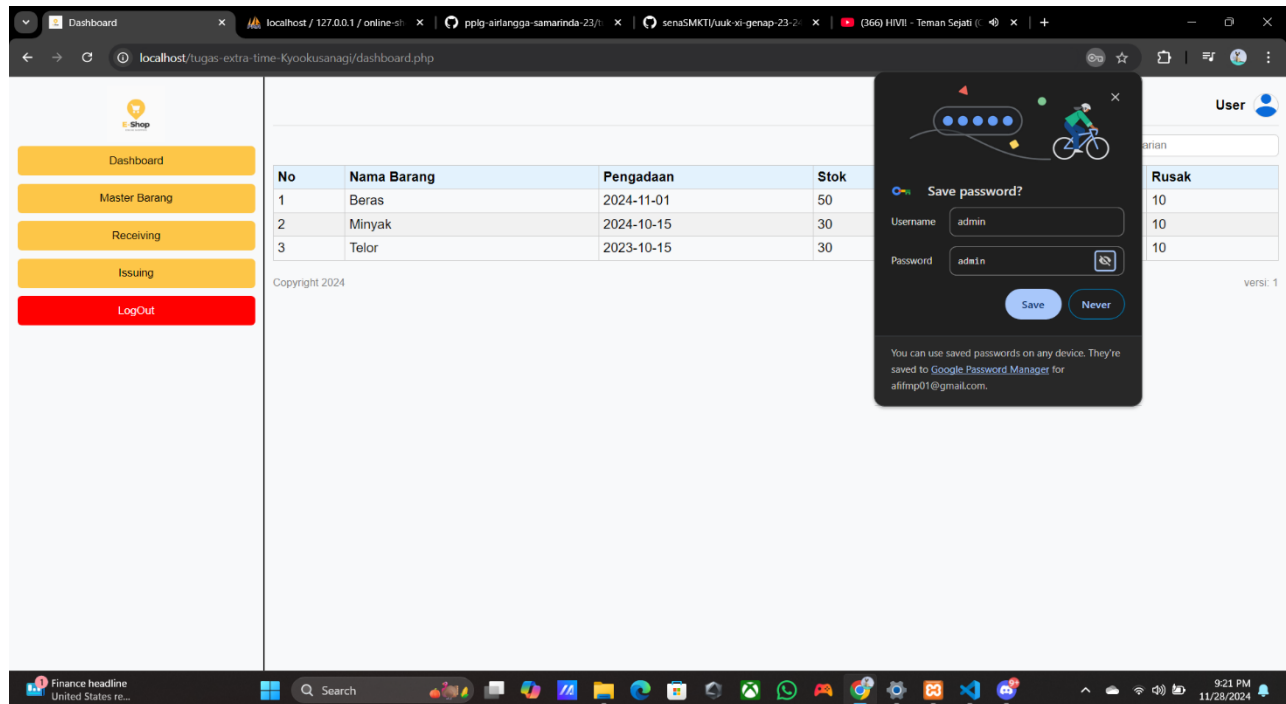 Dashboard
localhost / 127.0.0.1 / online-sh
pplg-airlangga-samarinda-23/t
senaSMKTI/uuk-xi-genap-23-24
(366) HIVI! - Teman Sejati (
localhost/tugas-extra-time-Kyookusanagi/dashboard.php
E-Shop
User
Dashboard
Master Barang
Receiving
Issuing
LogOut
arian
No Nama Barang Pengadaan Stok Rusak
1 Beras 2024-11-01 50 10
2 Minyak 2024-10-15 30 10
3 Telor 2023-10-15 30 10
Copyright 2024
versi: 1
Save password?
Username admin
Password admin
Save Never
You can use saved passwords on any device. They're
saved to Google Password Manager for
afifmp01@gmail.com.
1
Finance headline
United States re...
Search
9:21 PM
11/28/2024